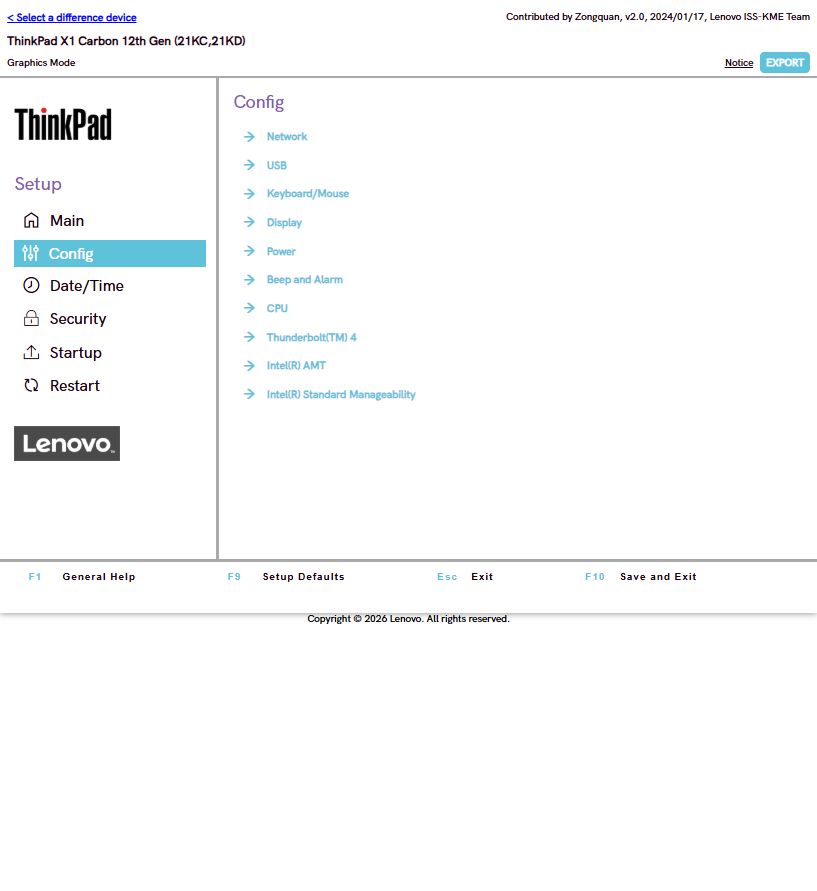 < Select a difference device
Contributed by Zongquan, v2.0, 2024/01/17, Lenovo ISS-KME Team
ThinkPad X1 Carbon 12th Gen (21KC,21KD)
Graphics Mode
Notice
EXPORT
ThinkPad
Setup
Main
Config
Date/Time
Security
Startup
Restart
Lenovo™
Config
Network
USB
Keyboard/Mouse
Display
Power
Beep and Alarm
CPU
Thunderbolt(TM) 4
Intel(R) AMT
Intel(R) Standard Manageability
F1 General Help
F9 Setup Defaults
Esc Exit
F10 Save and Exit
Copyright © 2026 Lenovo. All rights reserved.